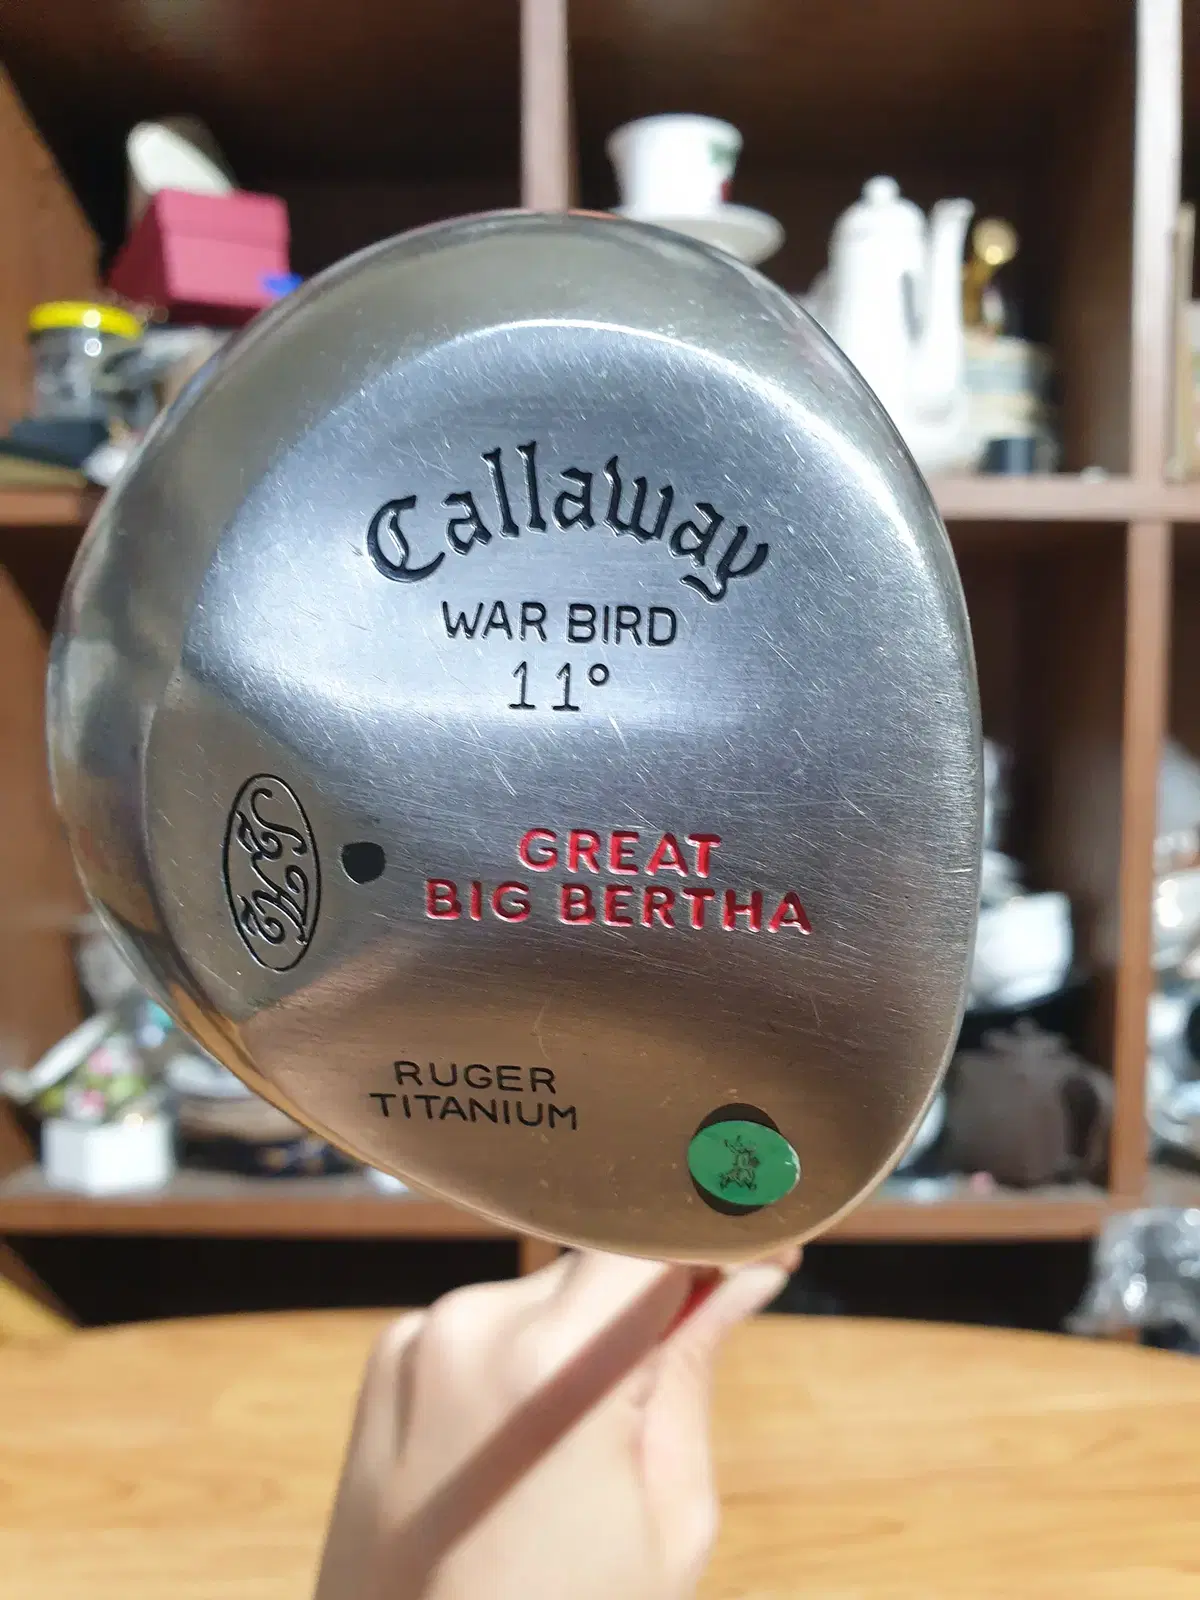 Callaway
WAR BIRD
11°
GREAT
BIG BERTHA
RUGER
TITANIUM